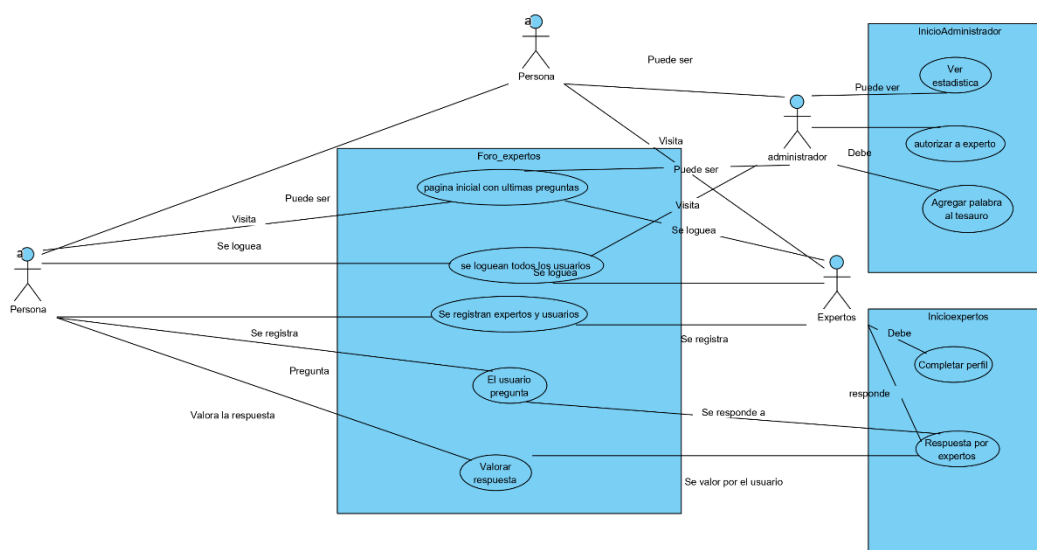 a
Persona
Puede ser
InicioAdministrador
Ver
estadistica
Puede ver
administrador
autorizar a experto
Debe
Agregar palabra
al tesauro
Foro_expertos
Visita
Puede ser
pagina inicial con ultimas preguntas
Puede ser
Visita
Visita
Se loguea
Se loguea
a
Persona
se loguean todos los usuarios
Se loguea
Expertos
Se registran expertos y usuarios
Se registra
Se registra
Inicioexpertos
Debe
Completar perfil
Pregunta
El usuario
pregunta
responde
Valora la respuesta
Se responde a
Respuesta por
expertos
Valorar
respuesta
Se valor por el usuario